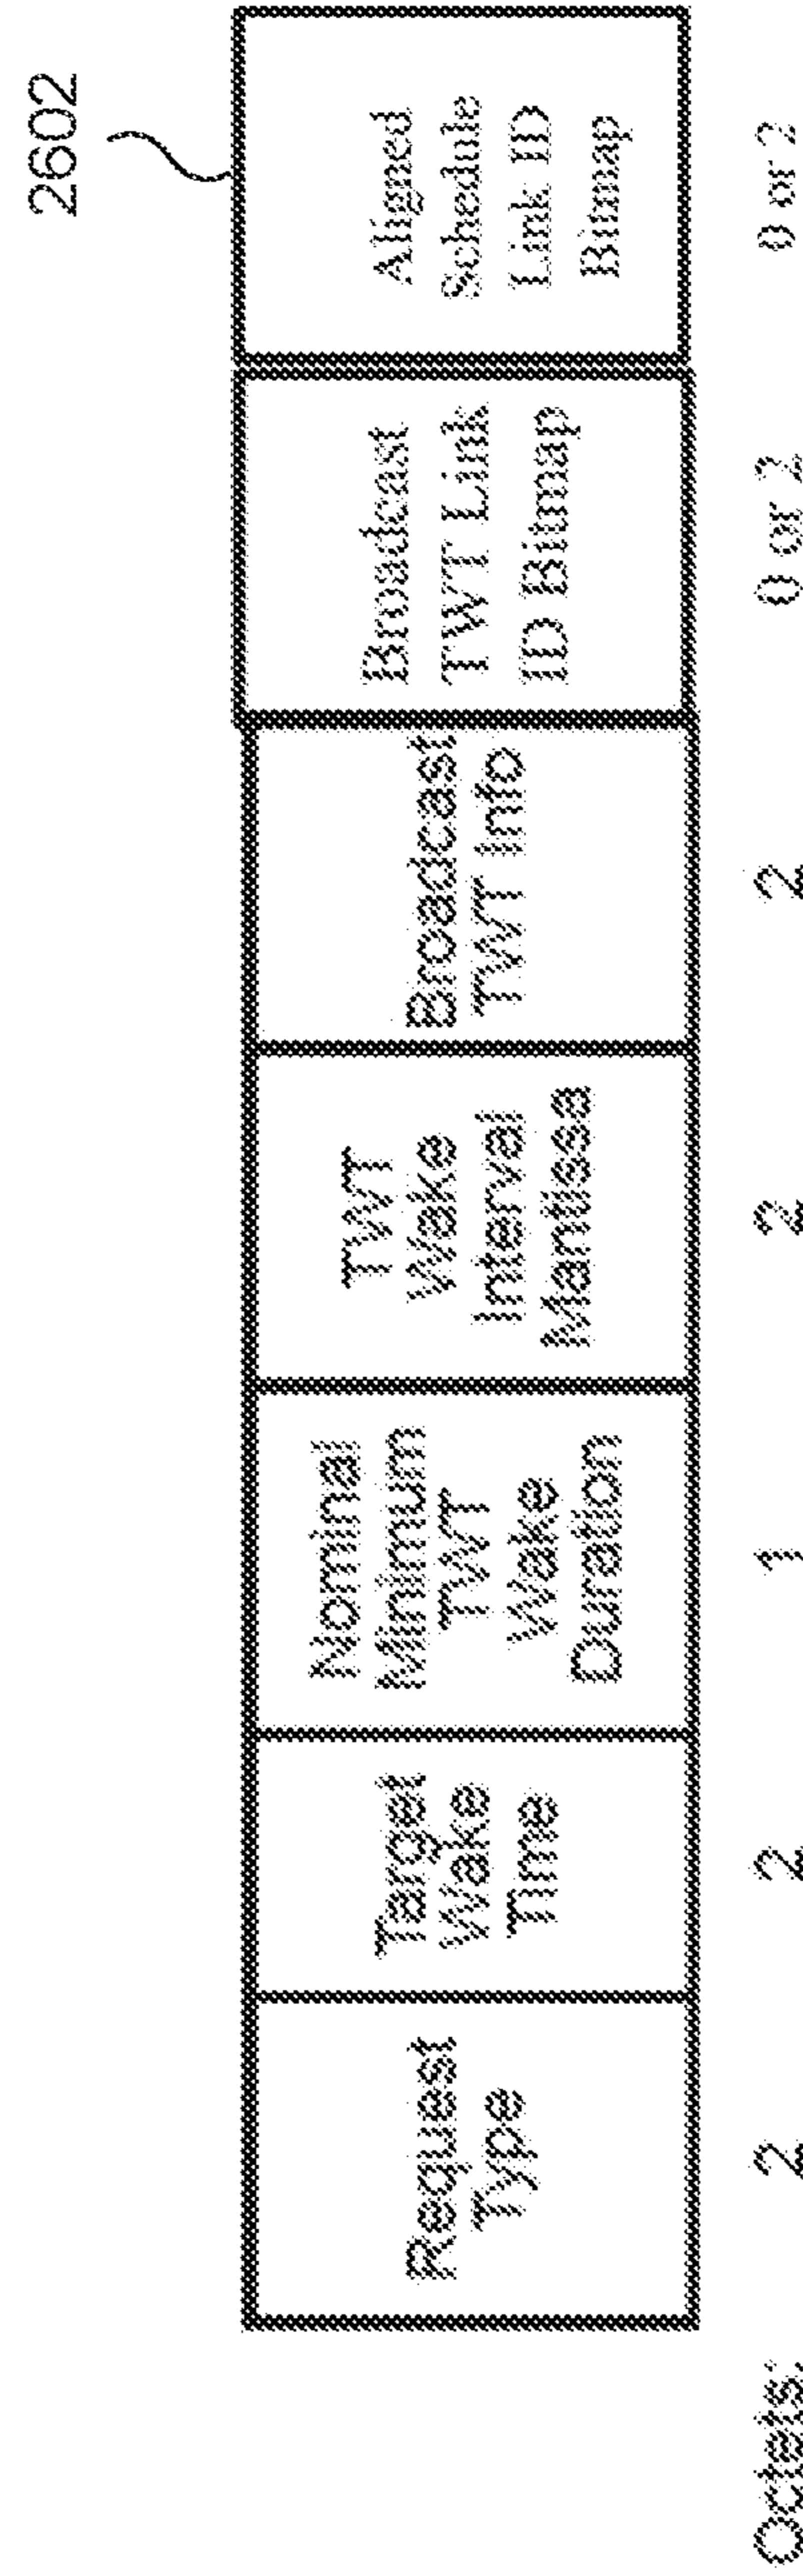 2602
Request
Type
Target
Wake
Time
Nominal
Minimum
TWT
Wake
Duration
TWT
Wake
Interval
Mantissa
Broadcast
TWT Info
Broadcast
TWT Link
ID Bitmap
Aligned
Schedule
Link ID
Bitmap
Octets: 2 2 1 2 2 0 or 2 0 or 2